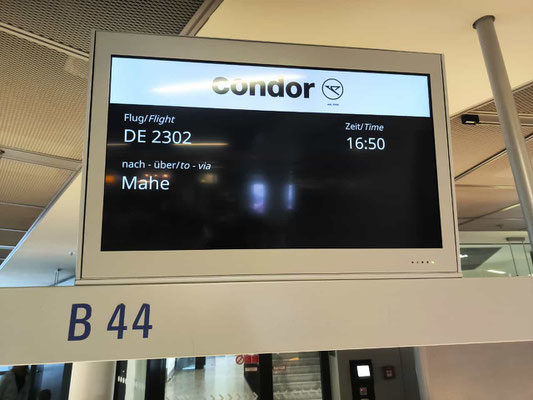 Condor
Flug/Flight
Zeit/Time
DE 2302
16:50
nach - über/to - via
Mahe
B 44